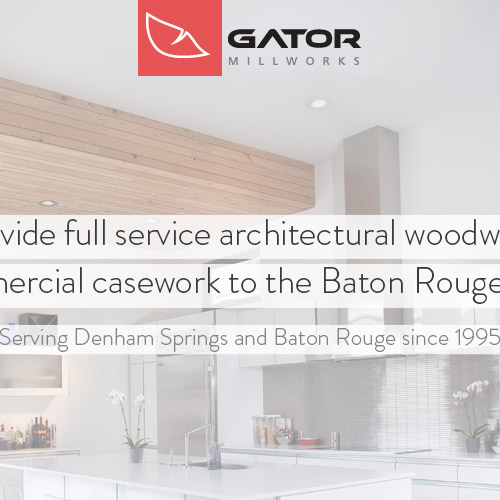 GATOR
MILLWORKS
vide full service architectural woodw
ercial casework to the Baton Rouge
Serving Denham Springs and Baton Rouge since 1995